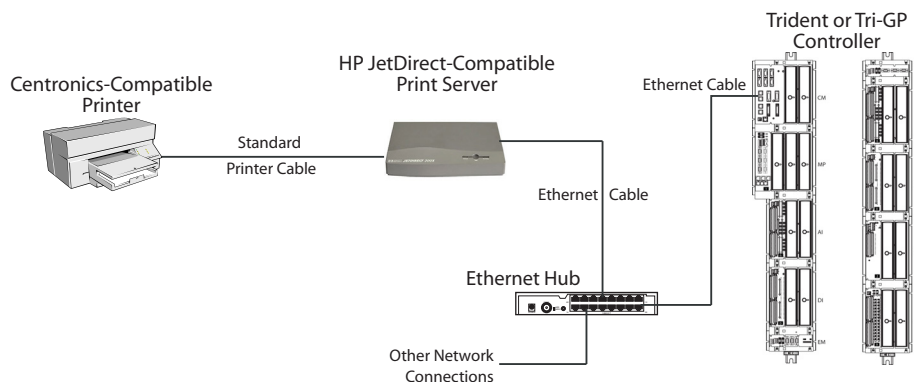 Trident or Tri-GP
Controller
HP JetDirect-Compatible
Print Server
Centronics-Compatible
Printer
Ethernet Cable
Standard
Printer Cable
Ethernet Cable
Ethernet Hub
Other Network
Connections
CM
MP
AI
DI
EM